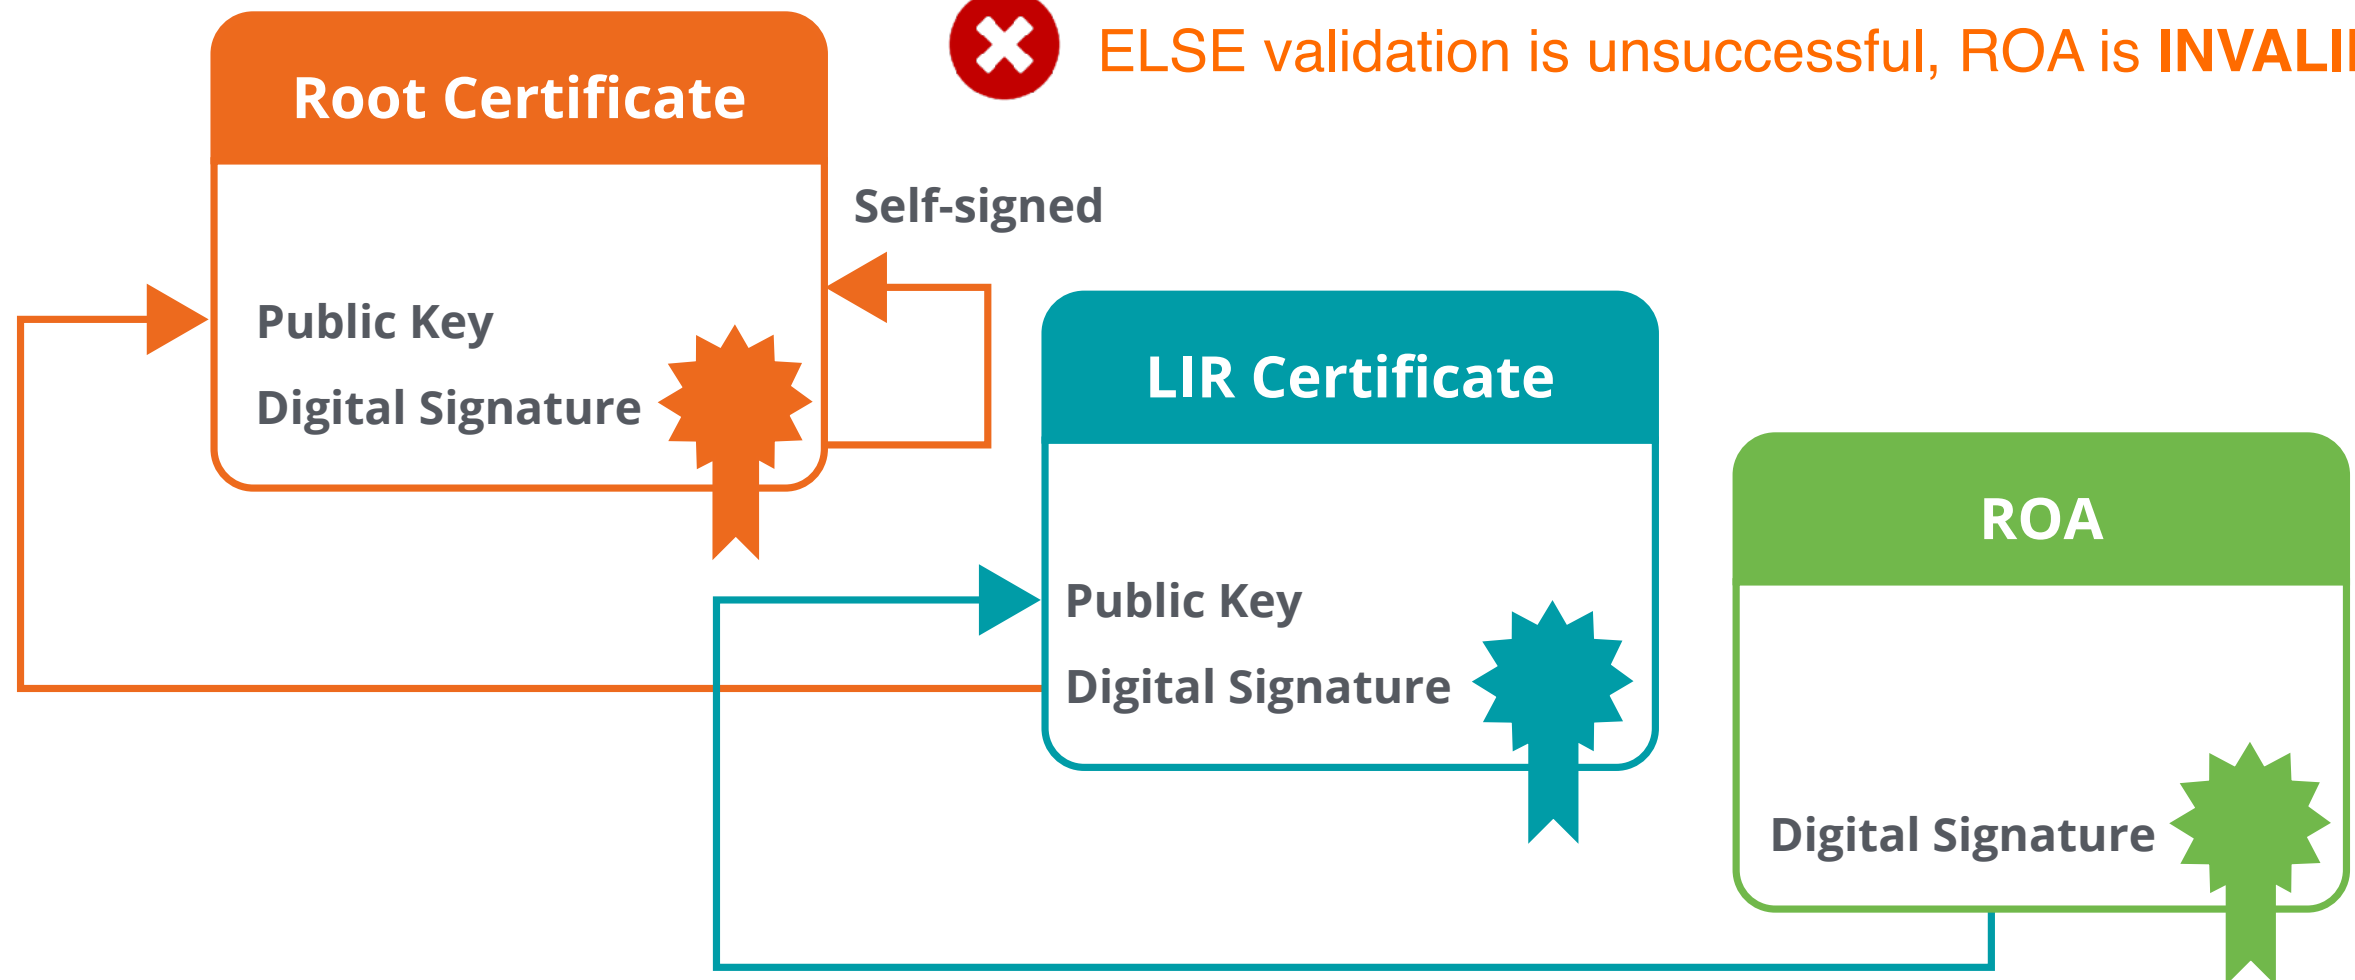 ELSE validation is unsuccessful, ROA is
Root Certificate
Self-signed
Public Key
Digital Signature
LIR Certificate
Public Key
Digital Signature
ROA
Digital Signature